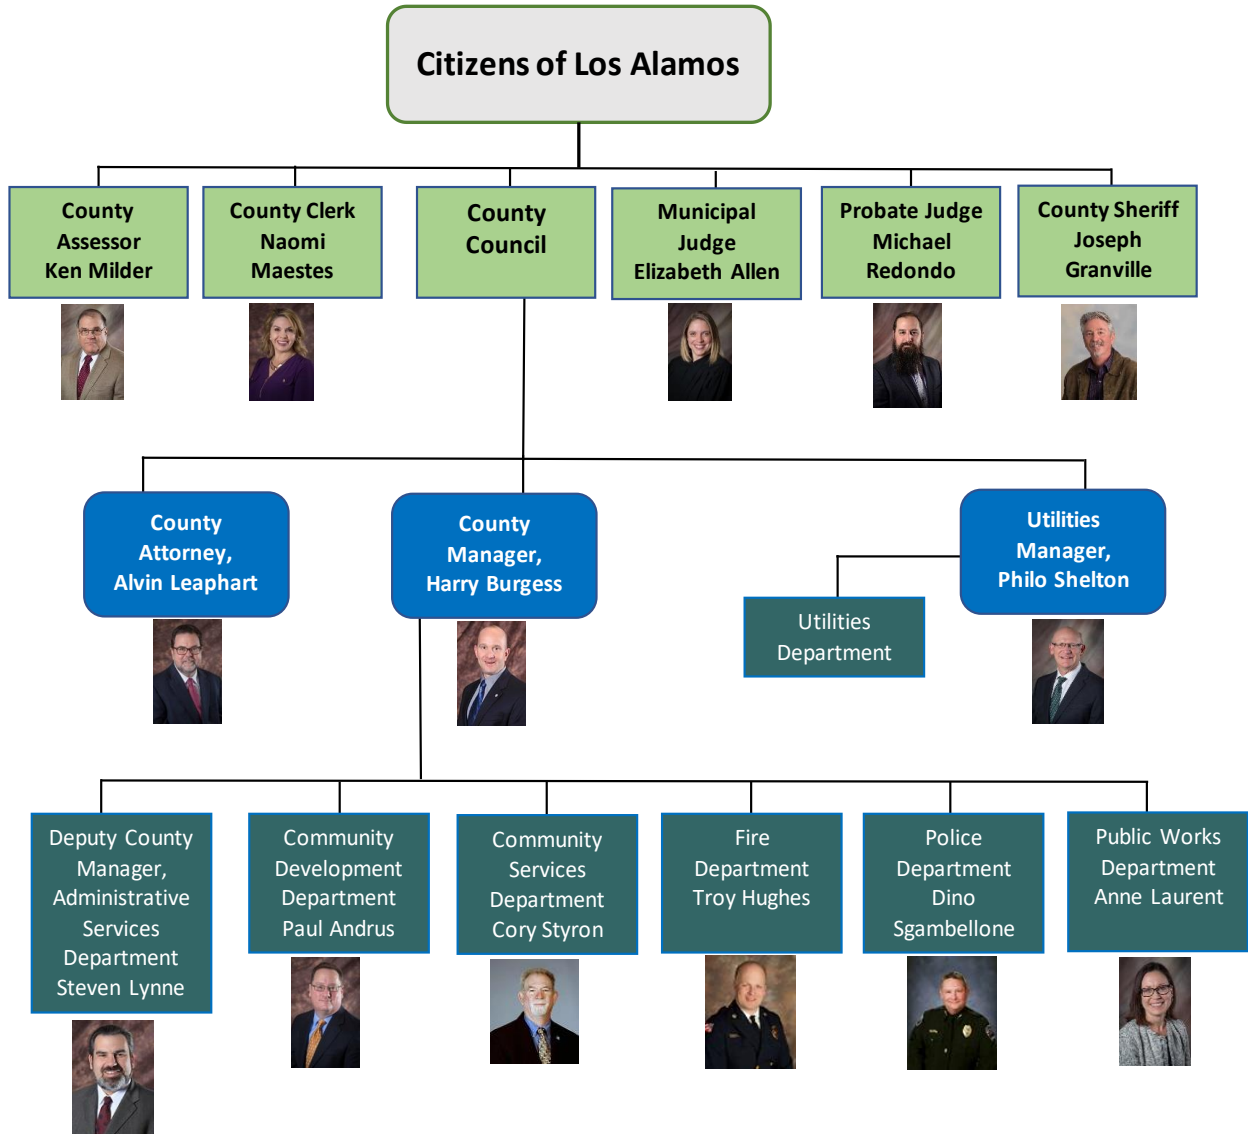 Citizens of Los Alamos
County
Assessor
Ken Milder
County Clerk
Naomi
Maestes
County
Council
Municipal
Judge
Elizabeth Allen
Probate Judge
Michael
Redondo
County Sheriff
Joseph
Granville
County
Attorney,
Alvin Leaphart
County
Manager,
Harry Burgess
Utilities
Manager,
Philo Shelton
Utilities
Department
Deputy County
Manager,
Administrative
Services
Department
Steven Lynne
Community
Development
Department
Paul Andrus
Community
Services
Department
Cory Styron
Fire
Department
Troy Hughes
Police
Department
Dino
Sgambellone
Public Works
Department
Anne Laurent